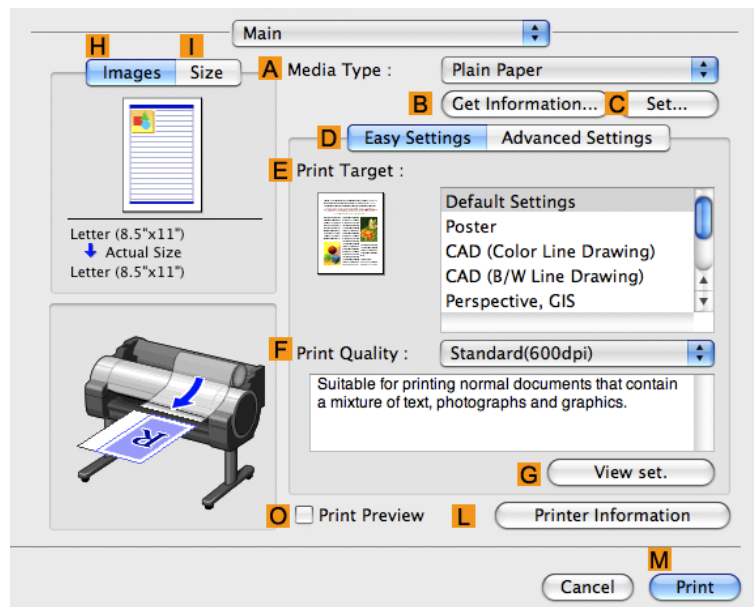 Main
H
I
Images Size
A Media Type : Plain Paper
B Get Information... C Set...
D Easy Settings Advanced Settings
E Print Target :
Default Settings
Poster
CAD (Color Line Drawing)
CAD (B/W Line Drawing)
Perspective, GIS
Letter (8.5"x11")
Actual Size
Letter (8.5"x11")
F Print Quality : Standard(600dpi)
Suitable for printing normal documents that contain
a mixture of text, photographs and graphics.
R
G View set.
O Print Preview L Printer Information
M
Cancel Print